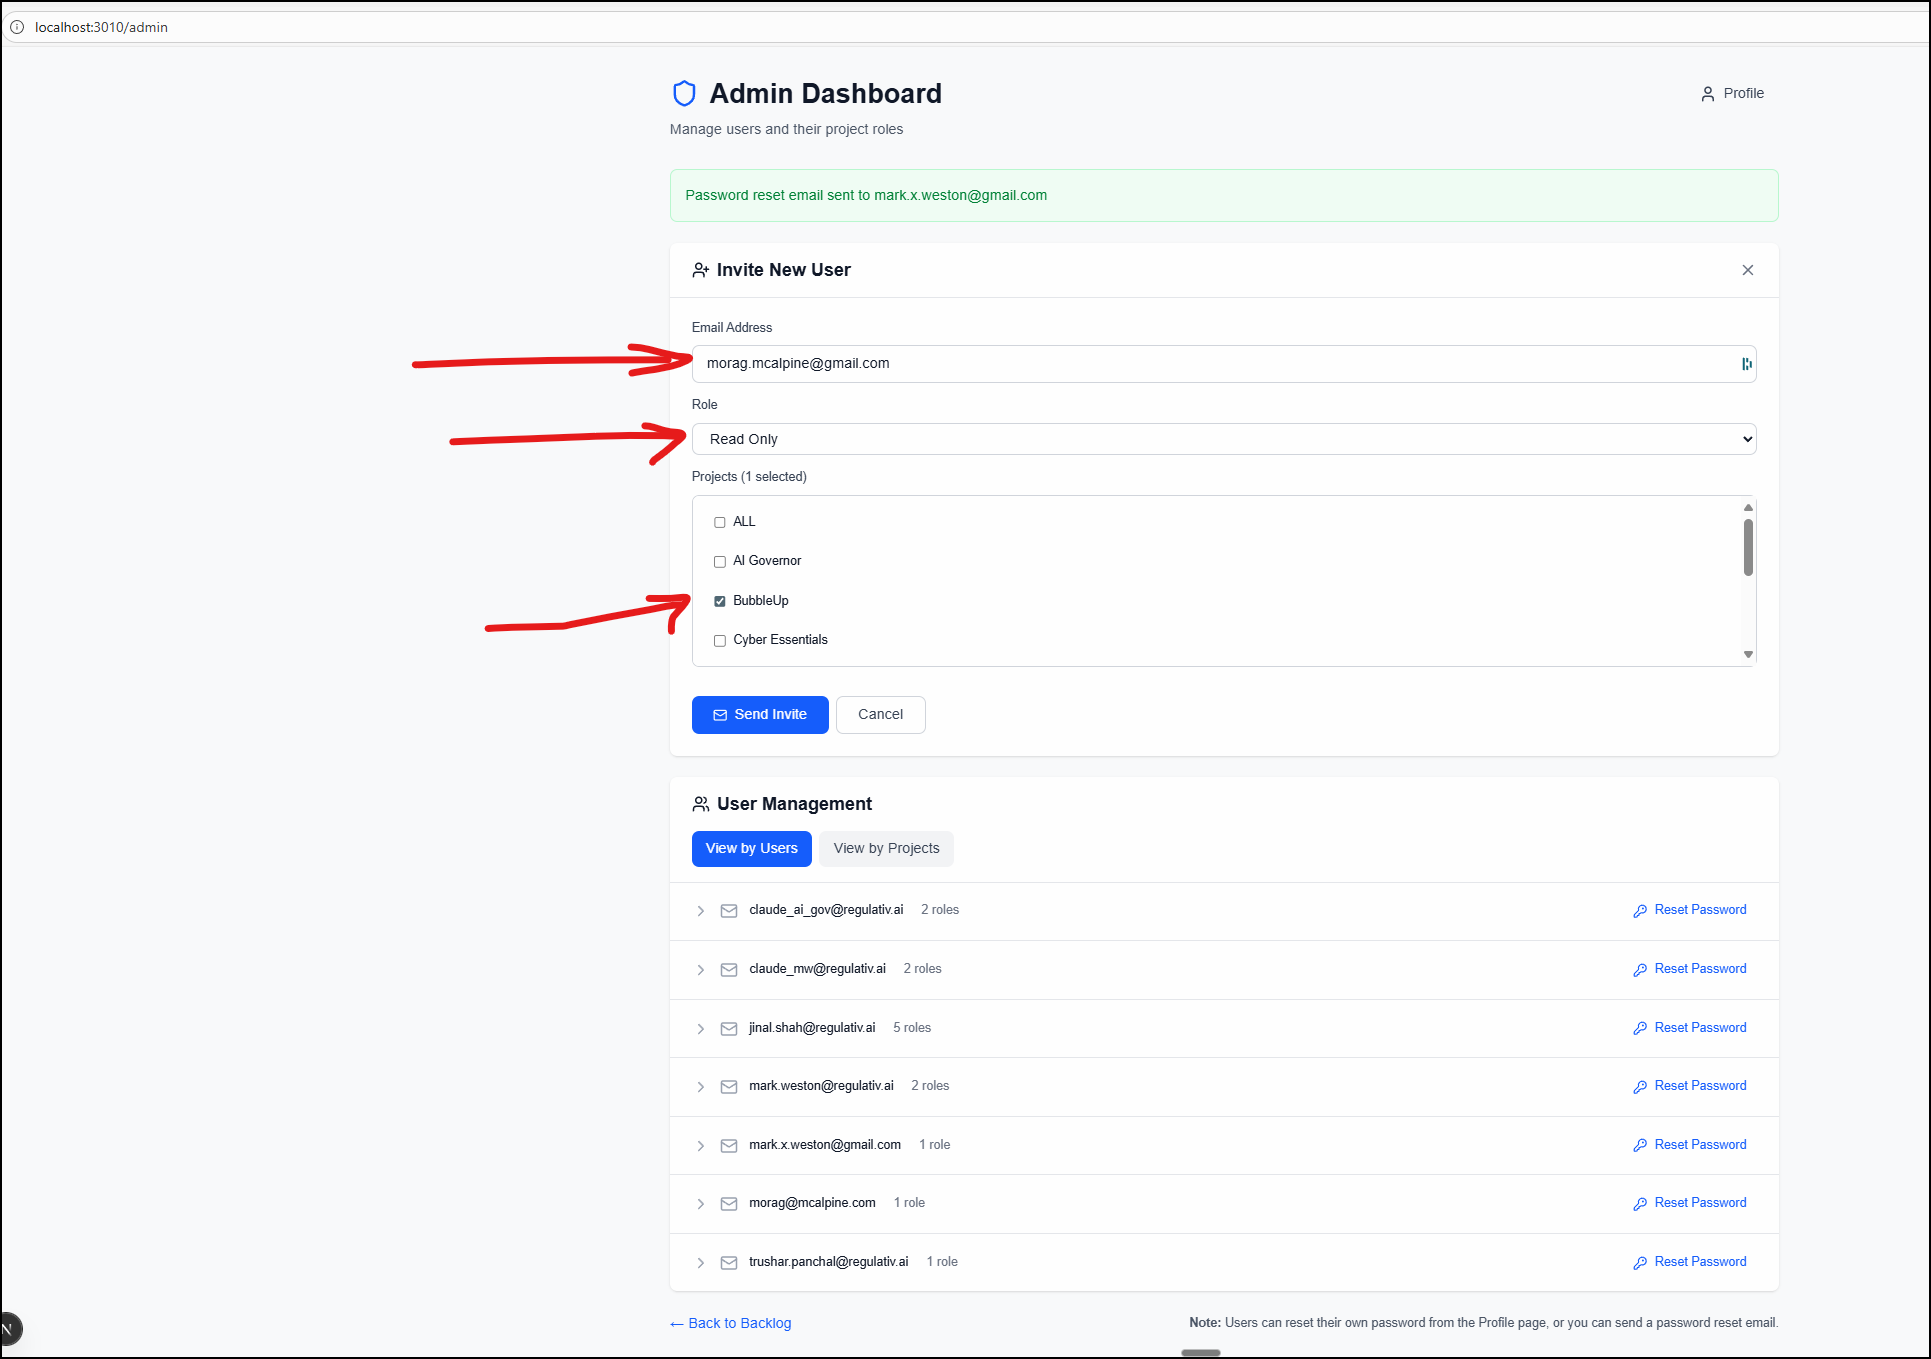 localhost:3010/admin
Admin Dashboard
Profile
Manage users and their project roles
Password reset email sent to mark.x.weston@gmail.com
Invite New User
Email Address
morag.mcalpine@gmail.com
Role
Read Only
Projects (1 selected)
ALL
AI Governor
BubbleUp
Cyber Essentials
Send Invite
Cancel
User Management
View by Users
View by Projects
claude_ai_gov@regulativ.ai 2 roles Reset Password
claude_mw@regulativ.ai 2 roles Reset Password
jinal.shah@regulativ.ai 5 roles Reset Password
mark.weston@regulativ.ai 2 roles Reset Password
mark.x.weston@gmail.com 1 role Reset Password
morag@mcalpine.com 1 role Reset Password
trushar.panchal@regulativ.ai 1 role Reset Password
← Back to Backlog
Note: Users can reset their own password from the Profile page, or you can send a password reset email.
N